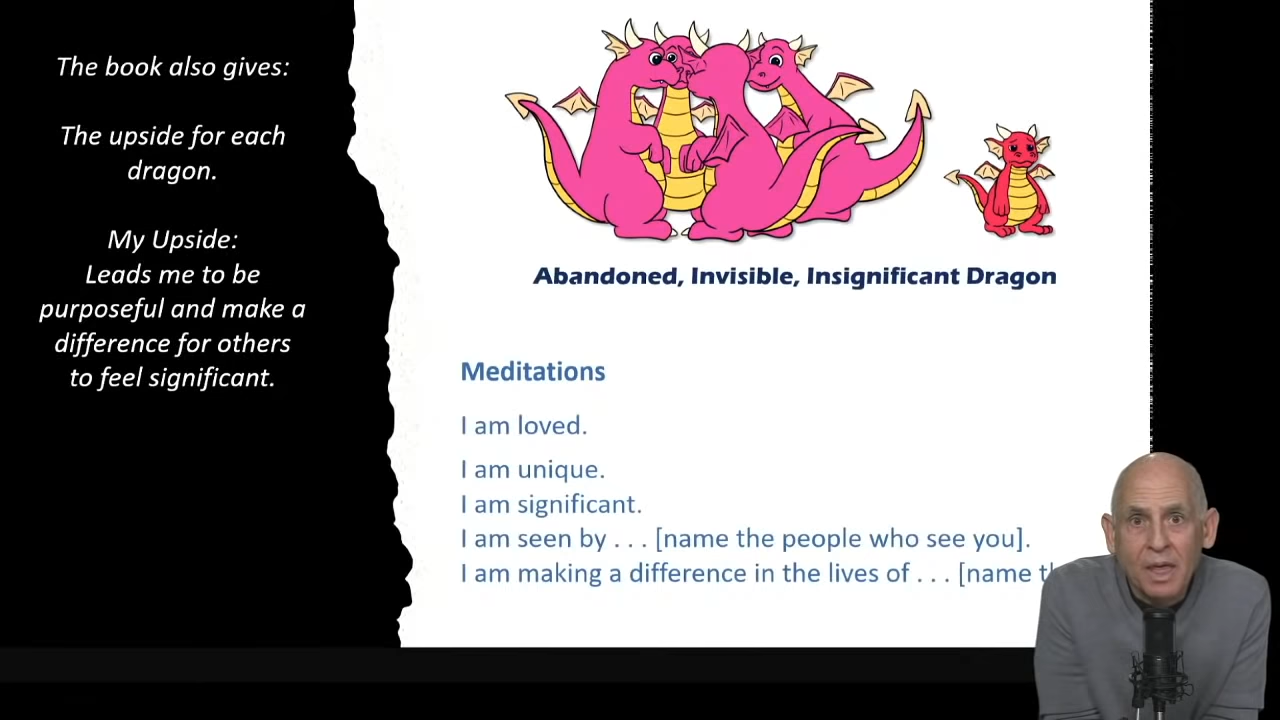 The book also gives:
The upside for each
dragon.
My Upside:
Leads me to be
purposeful and make a
difference for others
to feel significant.
Abandoned, Invisible, Insignificant Dragon
Meditations
I am loved.
I am unique.
I am significant.
I am seen by . . . [name the people who see you].
I am making a difference in the lives of . . . [name